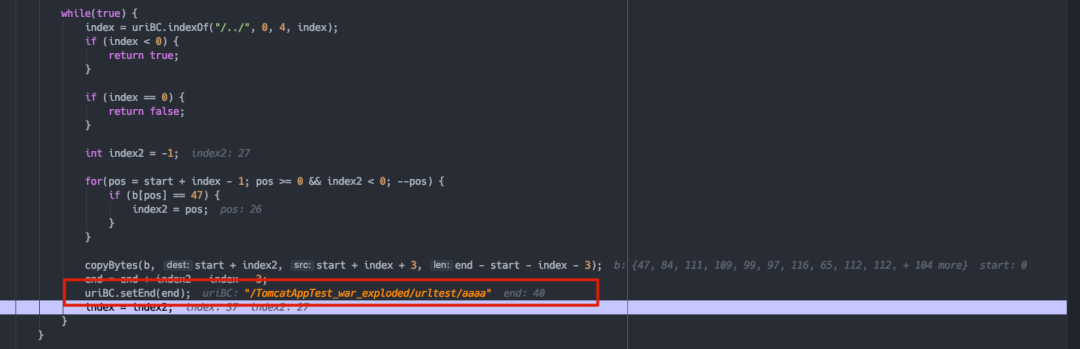 while(true) {
index = uriBC.indexOf("/../", 0, 4, index);
if (index < 0) {
return true;
}
if (index == 0) {
return false;
}
int index2 = -1; index2: 27
for(pos = start + index - 1; pos >= 0 && index2 < 0; --pos) {
if (b[pos] == 47) {
index2 = pos; pos: 26
}
}
copyBytes(b, dest: start + index2, src: start + index + 3, len: end - start - index - 3); b: {47, 84, 111, 109, 99, 97, 116, 65, 112, 112, + 104 more} start: 0
end = end + index2 - index - 3;
uriBC.setEnd(end); uriBC: "/TomcatAppTest_war_exploded/urltest/aaaa" end: 40
index = index2; index: 37 index2: 27
}
}